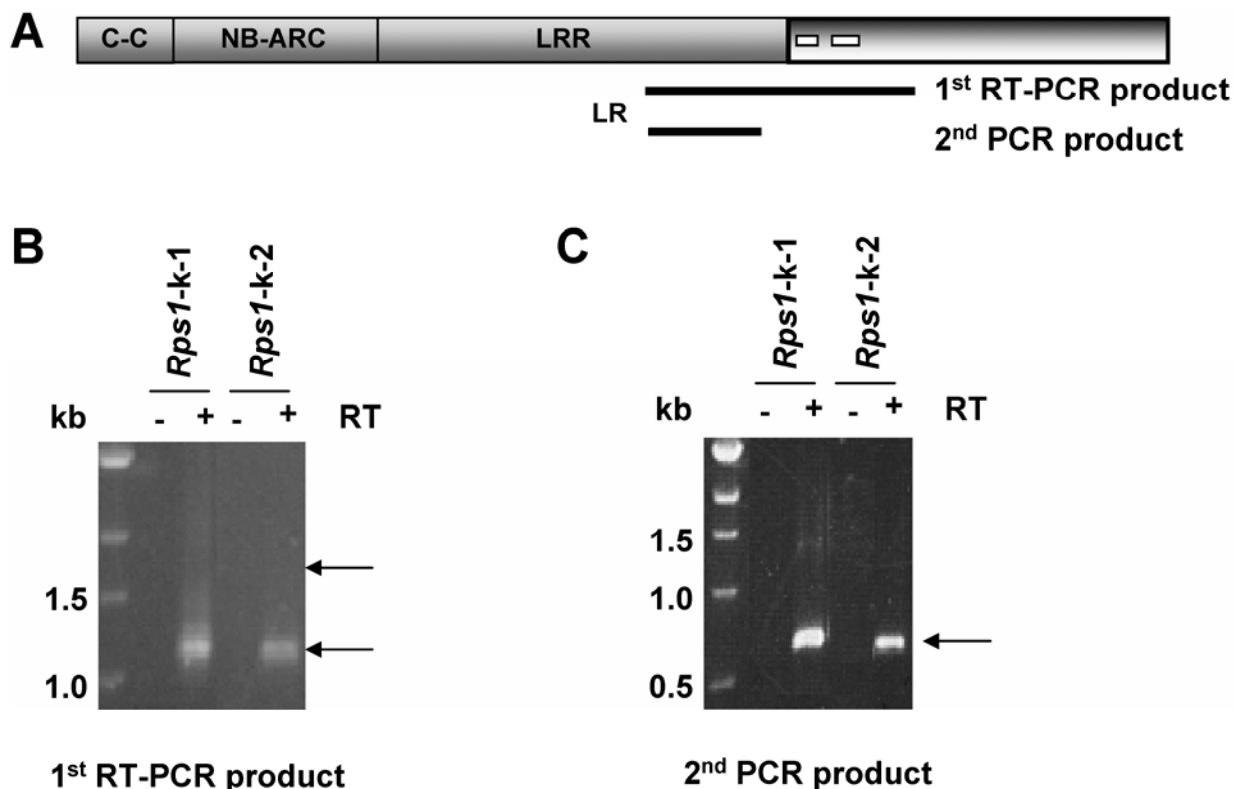 A
C-C NB-ARC LRR
1st RT-PCR product
LR
2nd PCR product
B
Rps1-k-1
Rps1-k-2
kb - + - + RT
1.5
1.0
1st RT-PCR product
C
Rps1-k-1
Rps1-k-2
kb - + - + RT
1.5
1.0
0.5
2nd PCR product